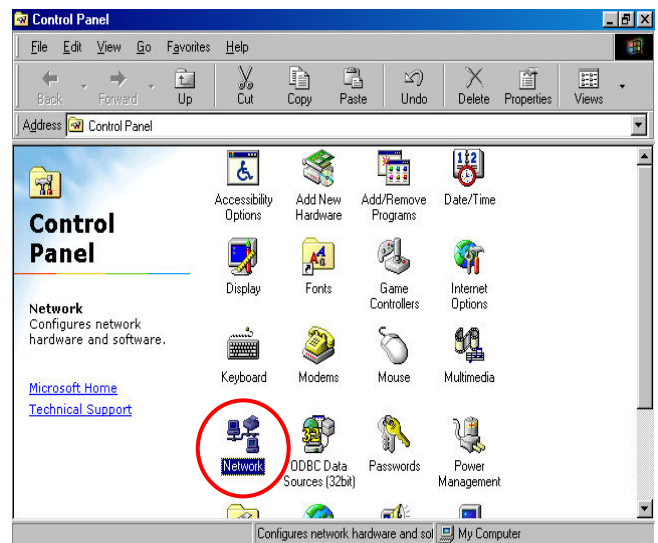 Control Panel
File Edit View Go Favorites Help
Back Forward Up Cut Copy Paste Undo Delete Properties Views
Address Control Panel
Control
Panel
Network
Configures network
hardware and software.
Microsoft Home
Technical Support
Accessibility
Options
Add New
Hardware
Add/Remove
Programs
12
Date/Time
Display
Fonts
Game
Controllers
Internet
Options
Keyboard
Modems
Mouse
Multimedia
Network
32
ODBC Data
Sources (32bit)
Passwords
Power
Management
Configures network hardware and sol
My Computer